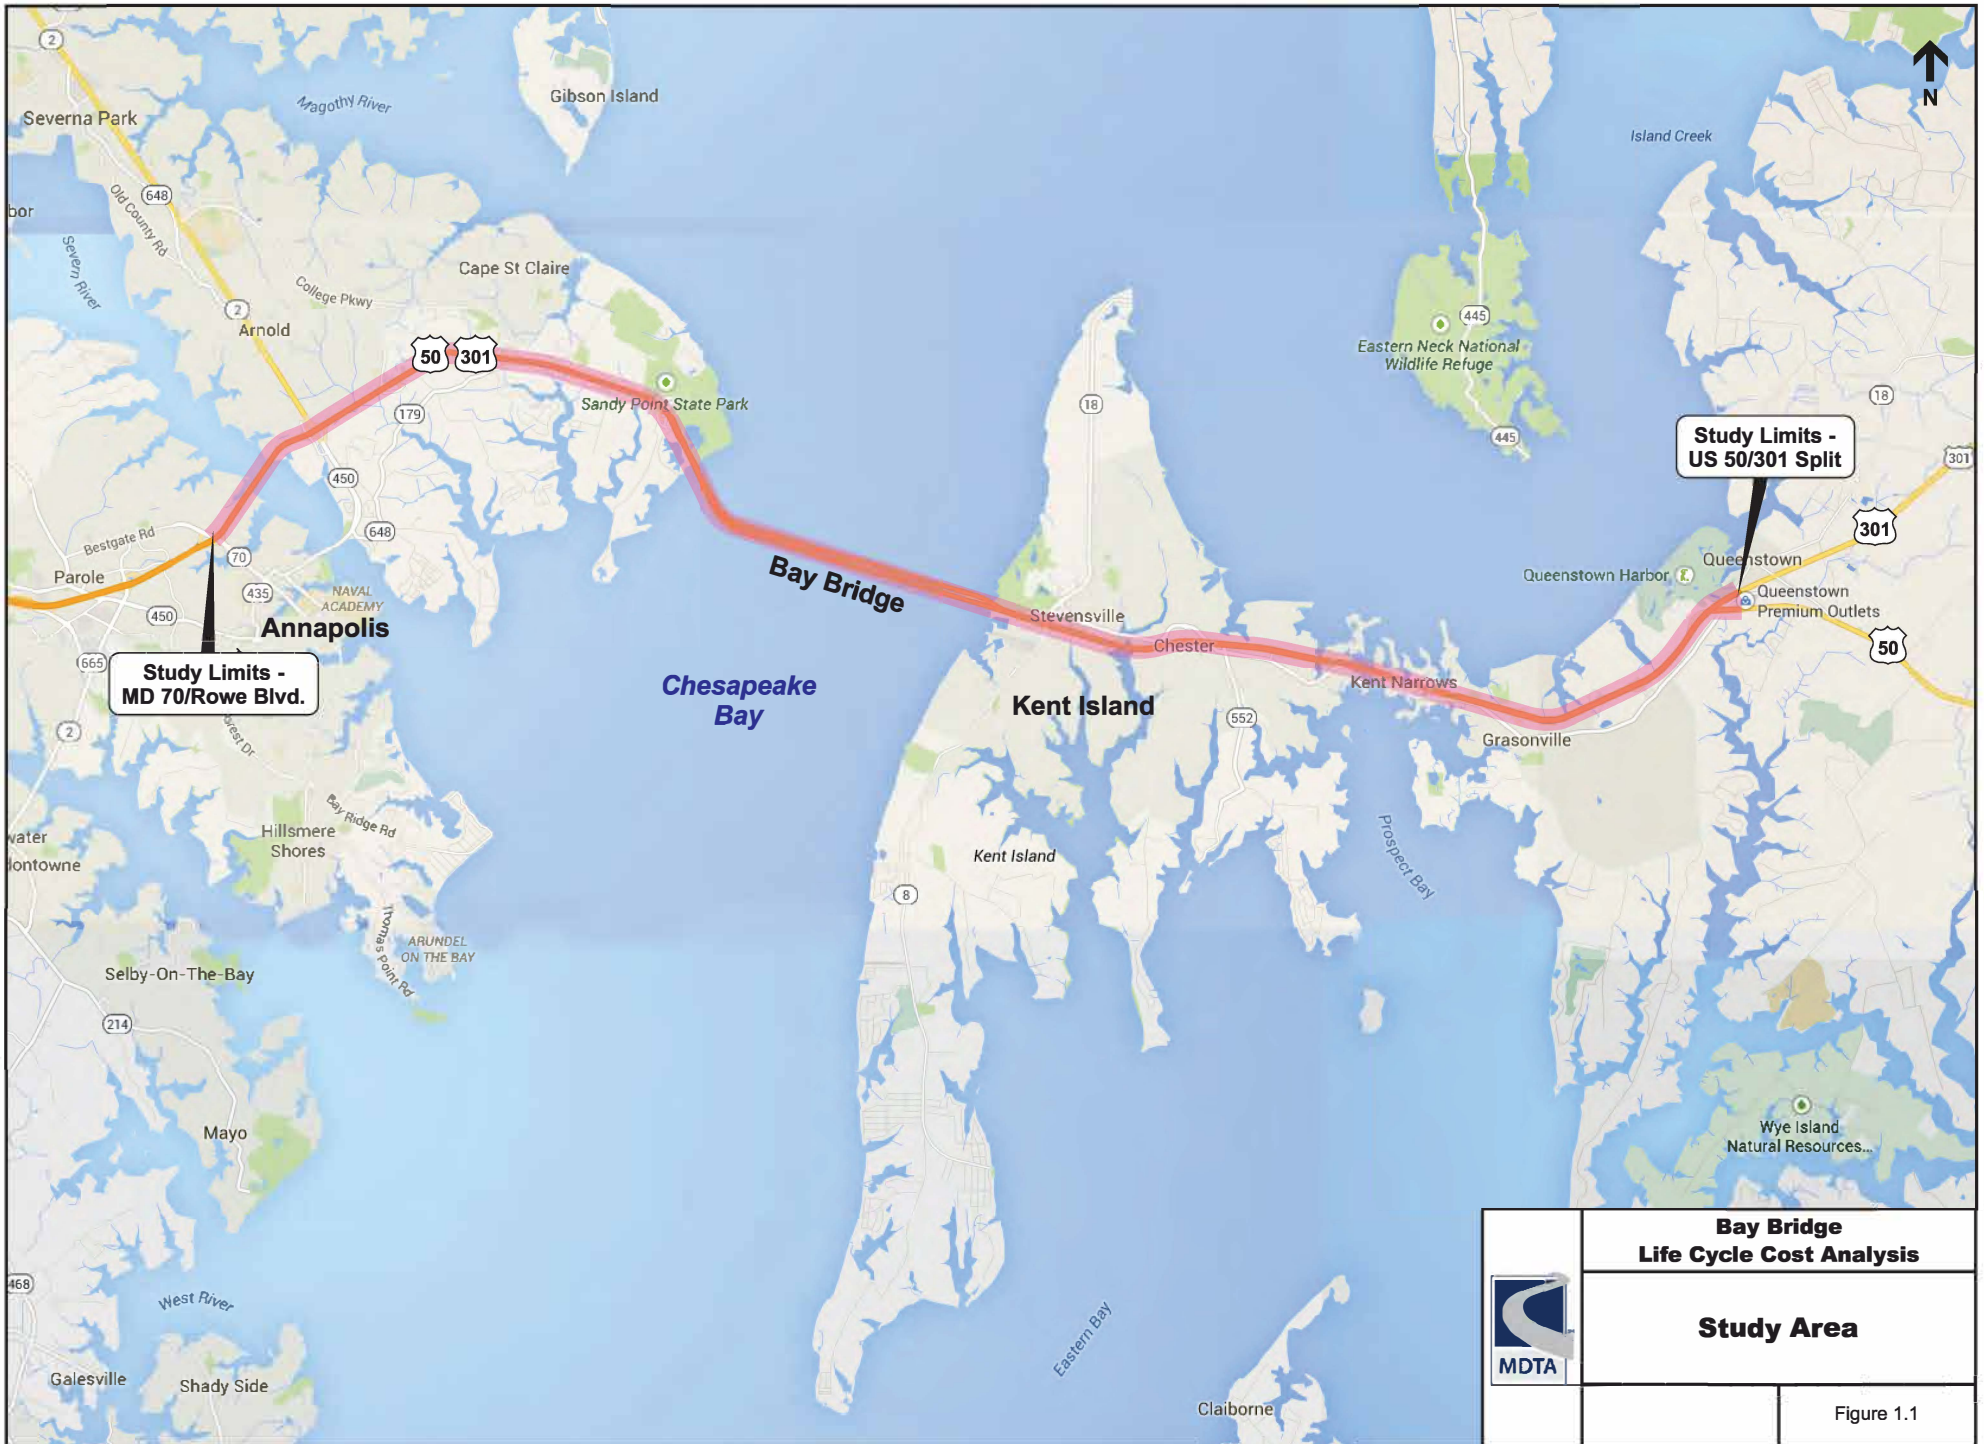 2
Severna Park
Magothy River
Gibson Island
N
Island Creek
648
Old County Rd
bor
Severn River
Cape St Claire
College Pkwy
2
Arnold
50
301
445
Eastern Neck National
Wildlife Refuge
Sandy Point State Park
179
18
18
445
Study Limits -
US 50/301 Split
301
450
648
Bestgate Rd
70
Parole
435
NAVAL
ACADEMY
450
Annapolis
665
Study Limits -
MD 70/Rowe Blvd.
2
orest Dr
Bay Bridge
Stevensville
Chester
Kent Narrows
Grasonville
Queenstown Harbor
Queenstown
Queenstown
Premium Outlets
301
50
Chesapeake
Bay
Kent Island
552
Prospect Bay
Kent Island
8
Bay Ridge Rd
Hillsmere
Shores
water
dontowne
Thomas Point Rd
ARUNDEL
ON THE BAY
Selby-On-The-Bay
214
Mayo
Wye Island
Natural Resources...
468
West River
Galesville
Shady Side
Eastern Bay
Claiborne
Bay Bridge
Life Cycle Cost Analysis
MDTA
Study Area
Figure 1.1